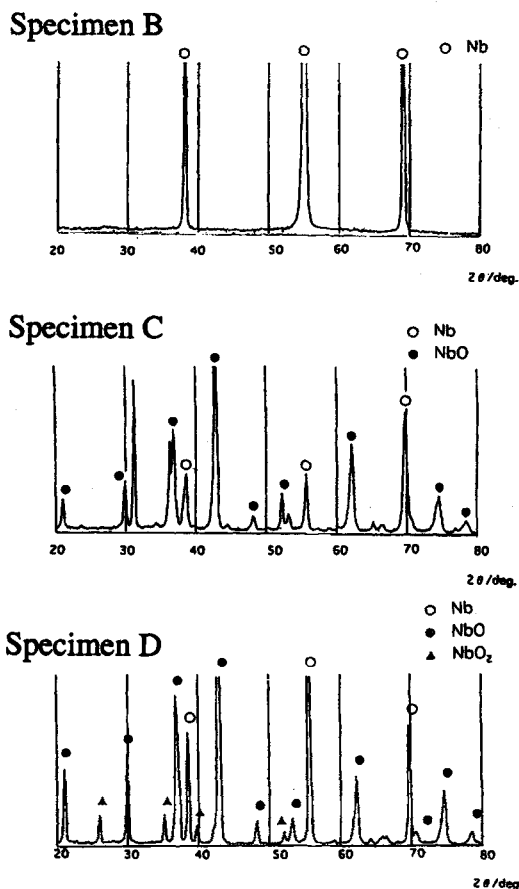 Specimen B
○ Nb
20 30 40 50 60 70 80
2θ/deg.
Specimen C
○ Nb
● NbO
20 30 40 50 60 70 80
2θ/deg.
Specimen D
○ Nb
● NbO
▲ NbO₂
20 30 40 50 60 70 80
2θ/deg